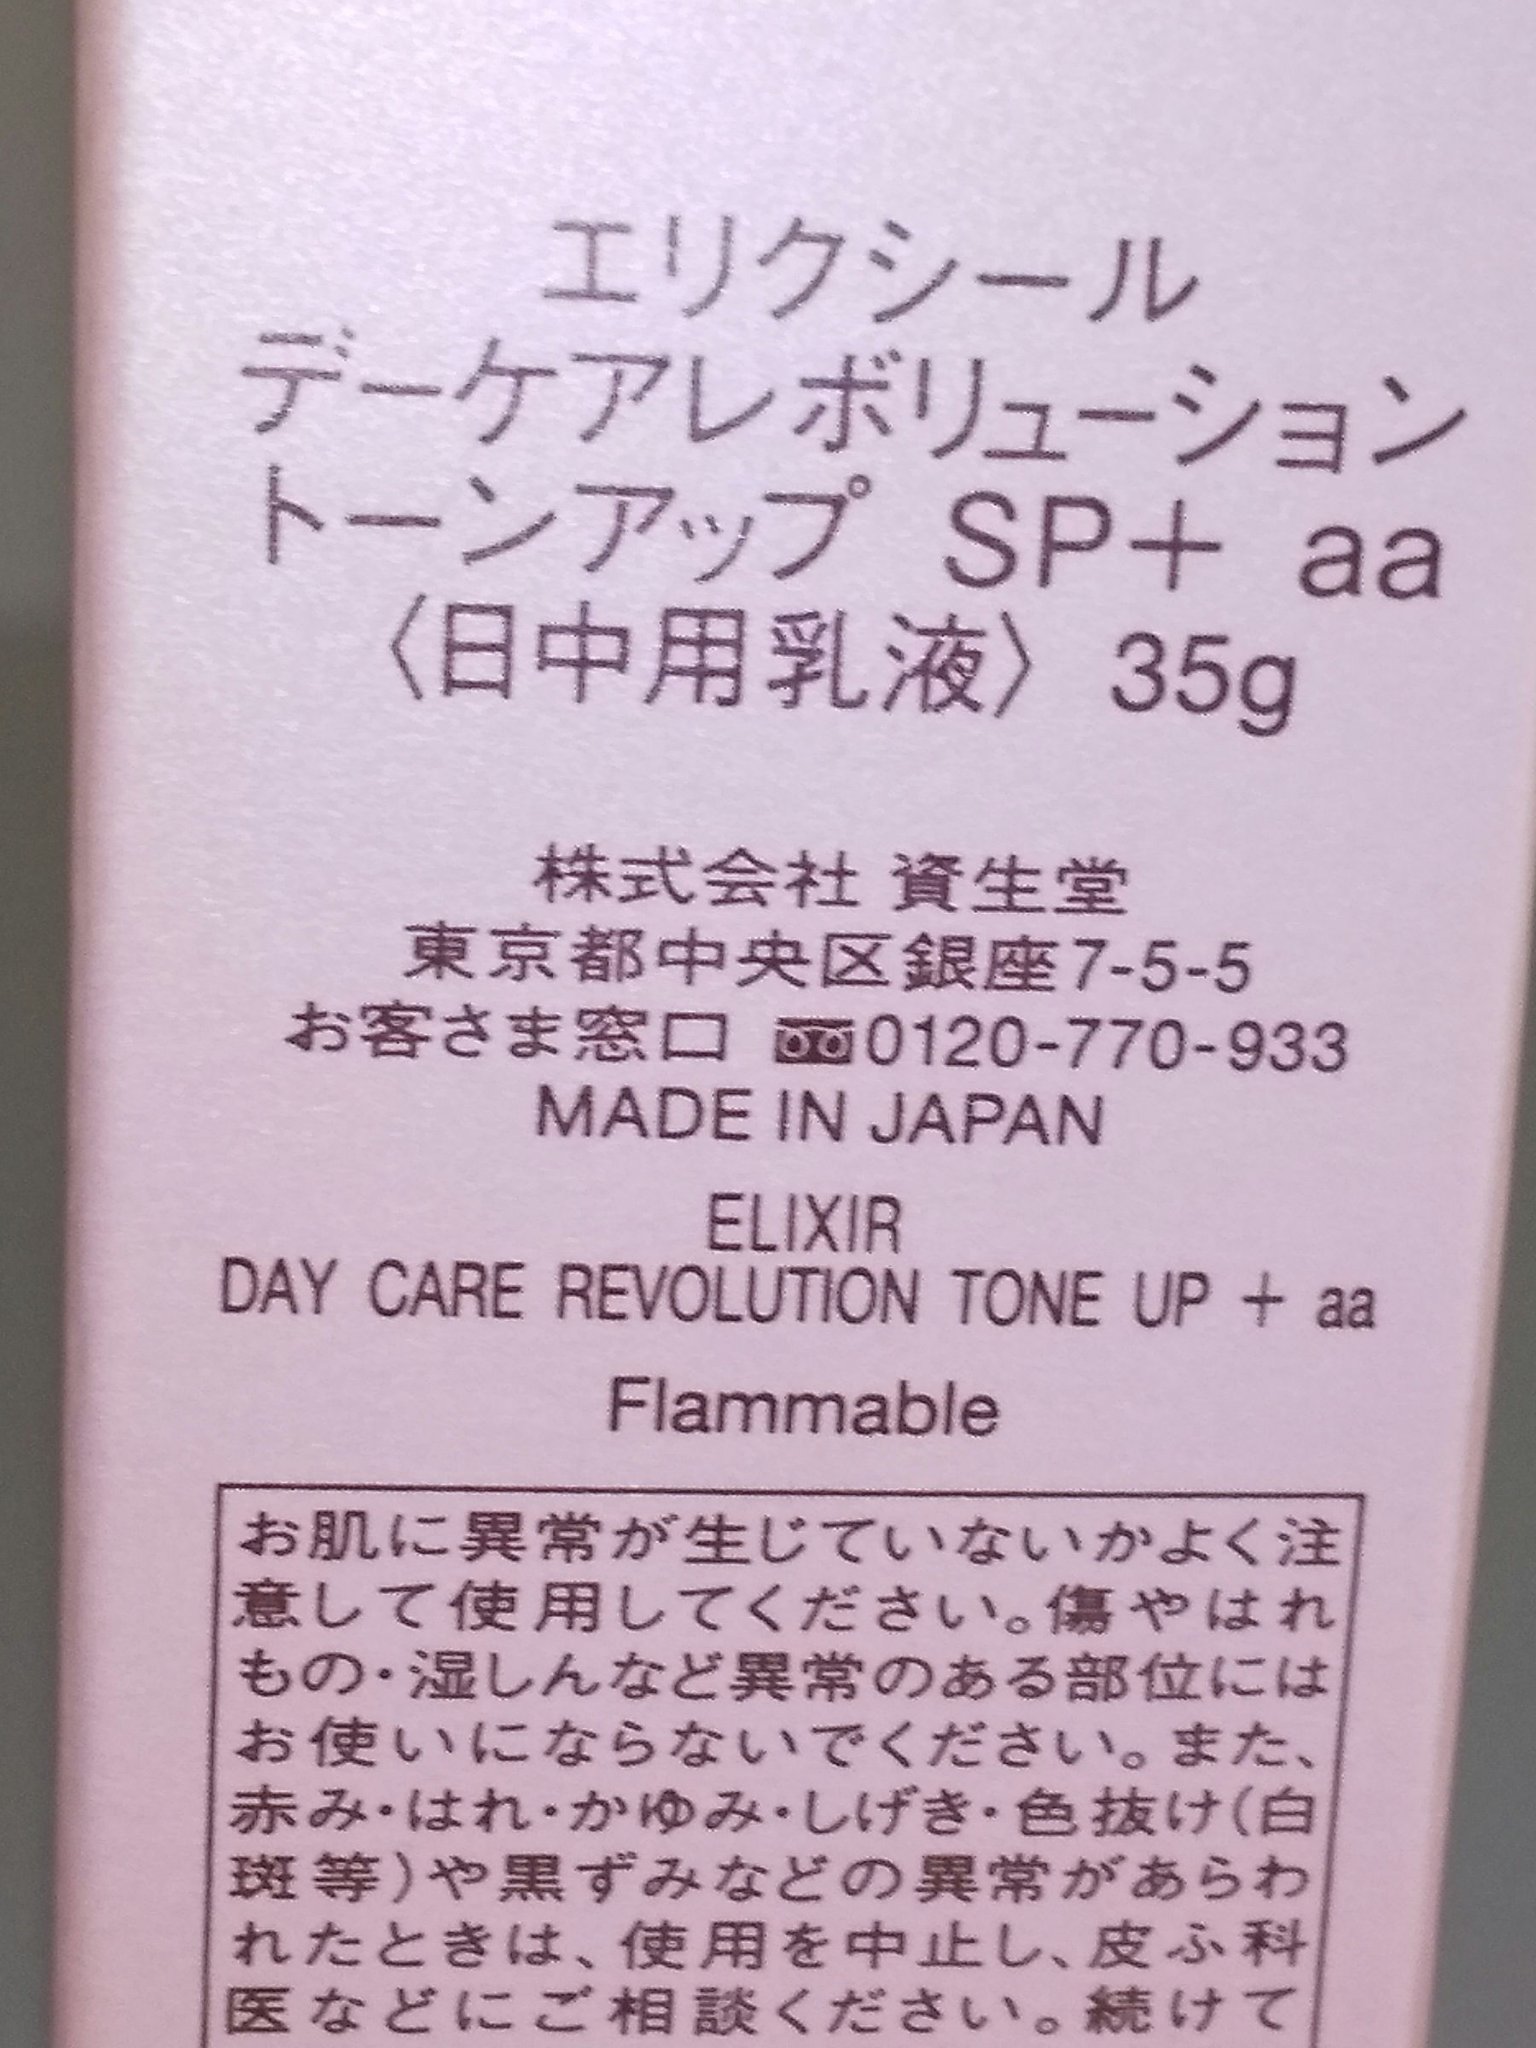 エリクシール
デーケアレボリューション
トーンアップ SP＋ aa
〈日中用乳液〉 35g
株式会社 資生堂
東京都中央区銀座7-5-5
お客さま窓口 0120-770-933
MADE IN JAPAN
ELIXIR
DAY CARE REVOLUTION TONE UP + aa
Flammable
お肌に異常が生じていないかよく注
意して使用してください。傷やはれ
もの・湿しんなど異常のある部位には
お使いにならないでください。また、
赤み・はれ・かゆみ・しげき・色抜け(白
斑等)や黒ずみなどの異常があらわ
れたときは、使用を中止し、皮ふ科
医などにご相談ください。続けて